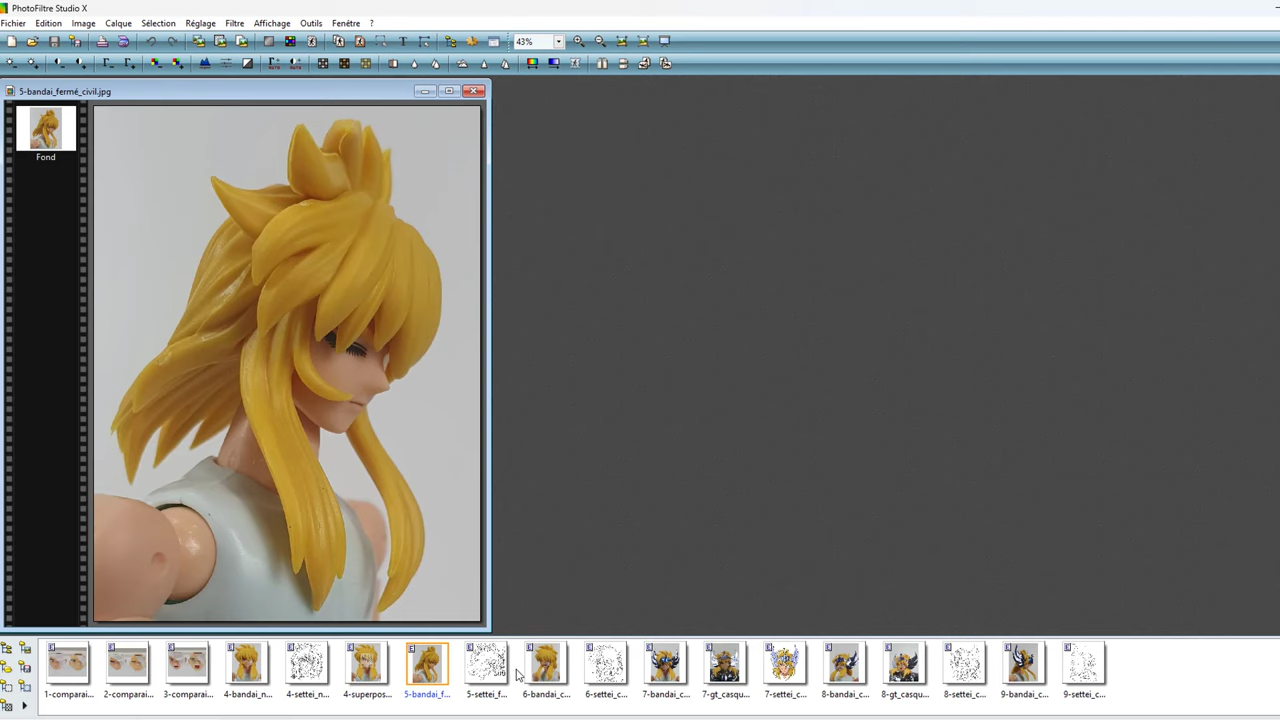 PhotoFiltre Studio X
Fichier Edition Image Calque Sélection Réglage Filtre Affichage Outils Fenêtre ?
43%
5-bandai_fermé_civil.jpg
Fond
1-comparai... 2-comparai... 3-comparai... 4-bandai_n... 4-settei_n... 4-superpos... 5-bandai_f... 5-settei_f... 6-bandai_c... 6-settei_c... 7-bandai_c... 7-gt_casqu... 7-settei_c... 8-bandai_c... 8-gt_casqu... 8-settei_c... 9-bandai_c... 9-settei_c...